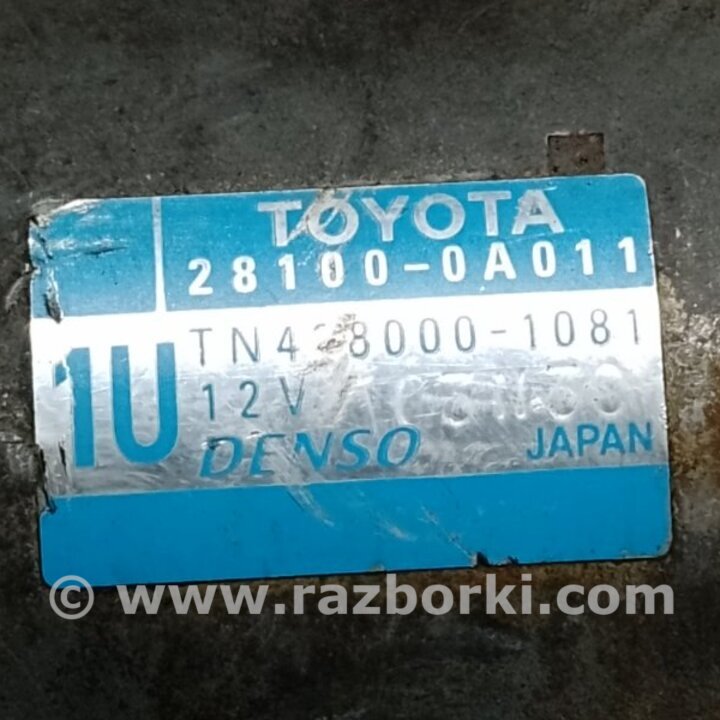 TOYOTA
28100-0A011
1U
TN428000-1081
12V
DENSO JAPAN
© www.razborki.com